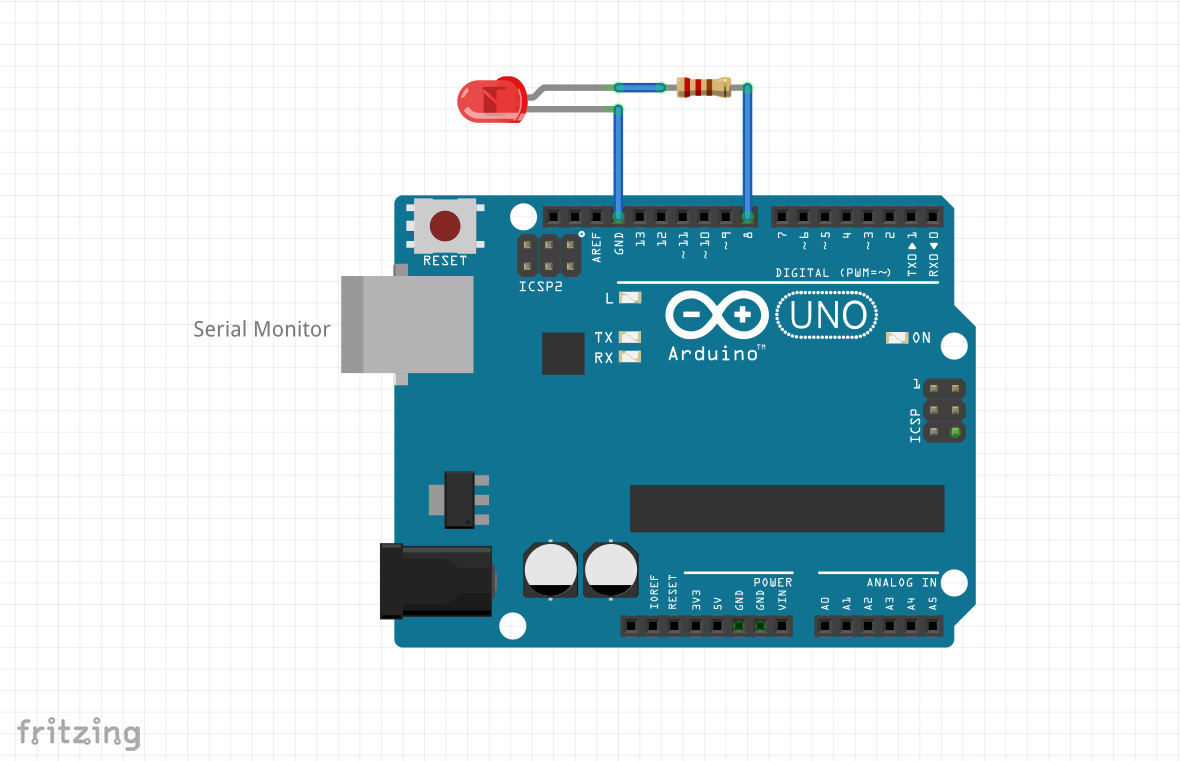 RESET
ICSP2
AREF
GND
13
12
~11
~10
~9
8
7
~6
~5
4
~3
2
TX0▶1
RX0◀0
DIGITAL (PWM=~)
L
TX
RX
Arduino™
UNO
ON
1
ICSP
Serial Monitor
IOREF
RESET
3V3
5V
GND
GND
VIN
POWER
ANALOG IN
A0
A1
A2
A3
A4
A5
fritzing